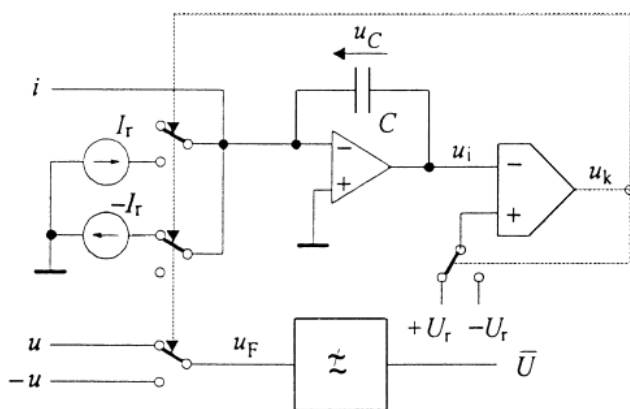 u_C
i
I_r
C
−
+
u_i
−
+
u_k
−I_r
+U_r
−U_r
u
−u
u_F
Ū